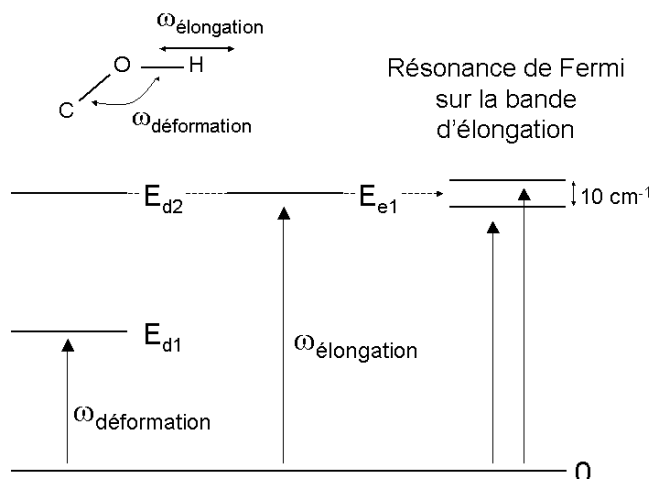 ωélongation
O
H
C
ωdéformation
Résonance de Fermi
sur la bande
d'élongation
Ed2
Ee1
10 cm-1
Ed1
ωélongation
ωdéformation
0